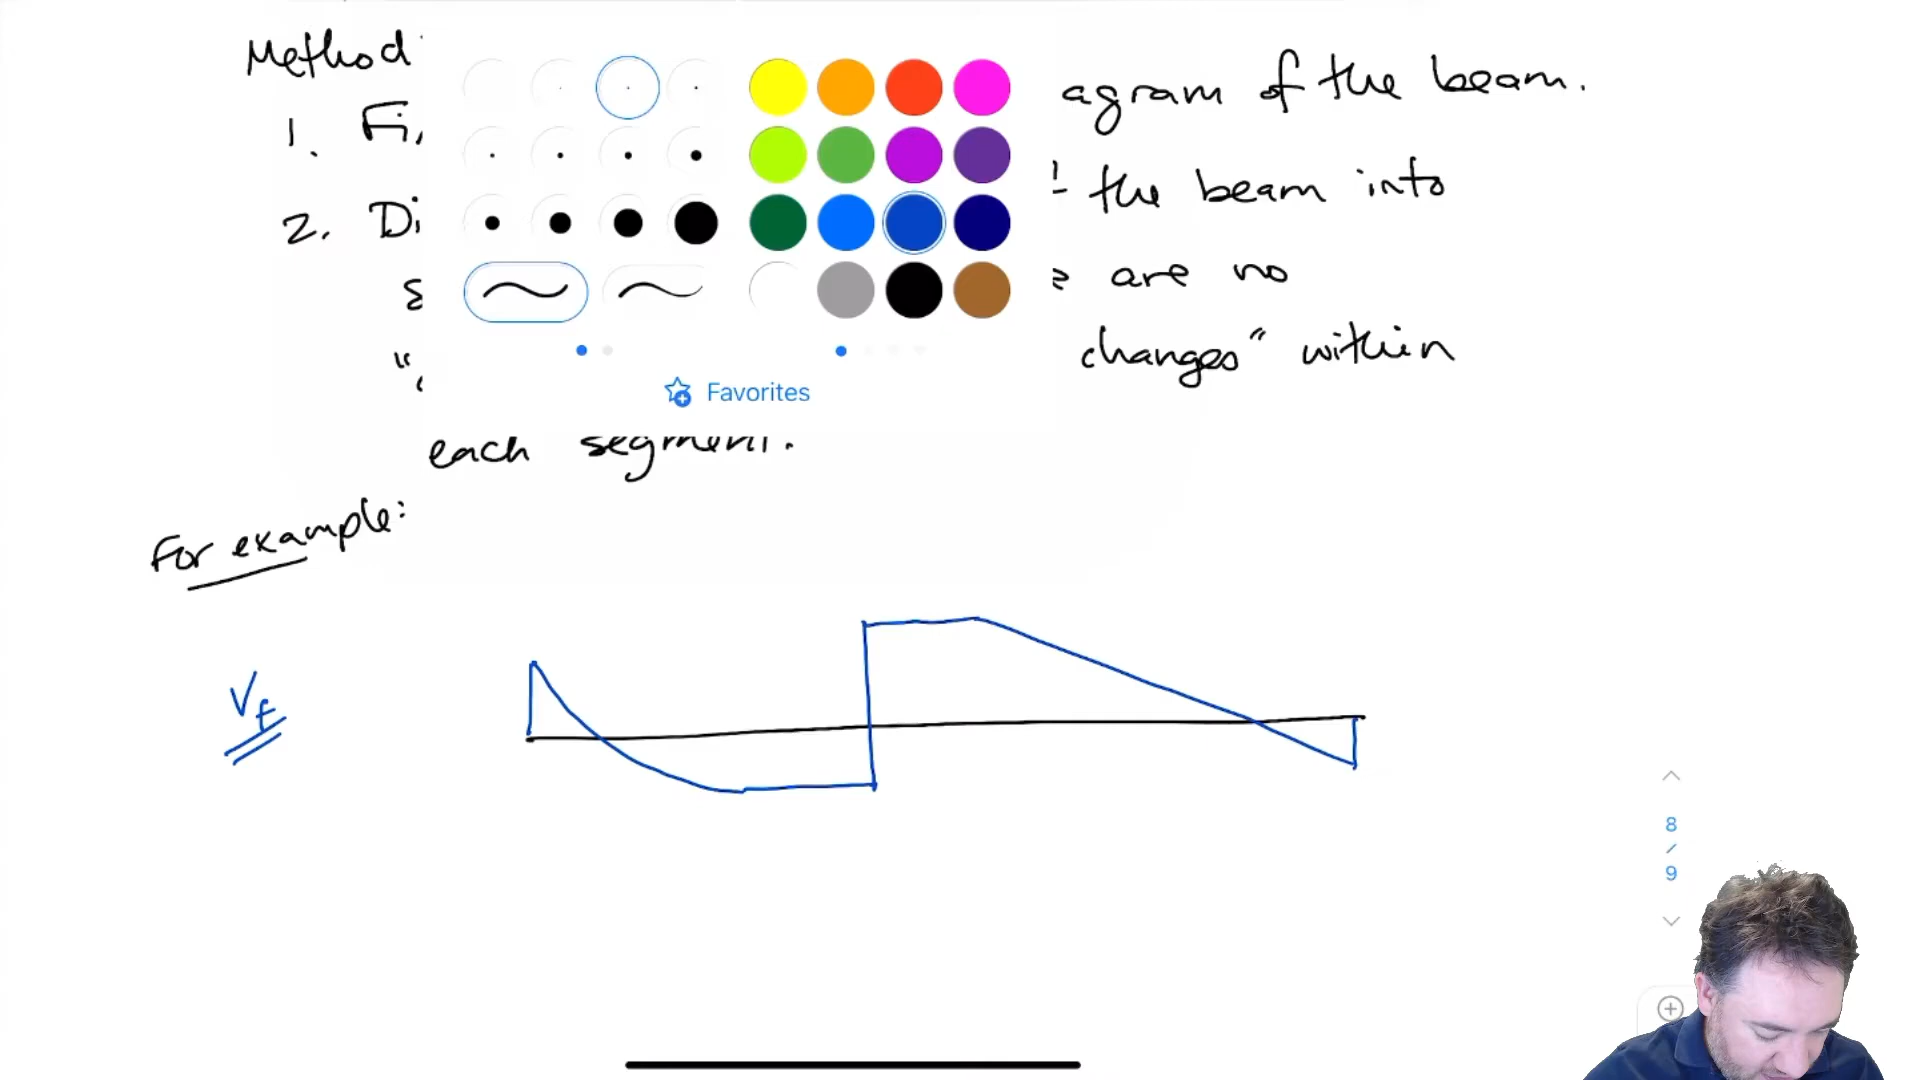 Method
1. Fi
agram of the beam.
2. Di
the beam into
are no
changes" within
Favorites
each segment.
For example:
Vf
8
/
9